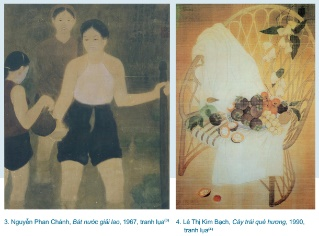 3. Nguyễn Phan Chánh, Bát nước giải lao, 1967, tranh lụa
4. Lê Thị Kim Bạch, Cây trái quê hương, 1990,
tranh lụa